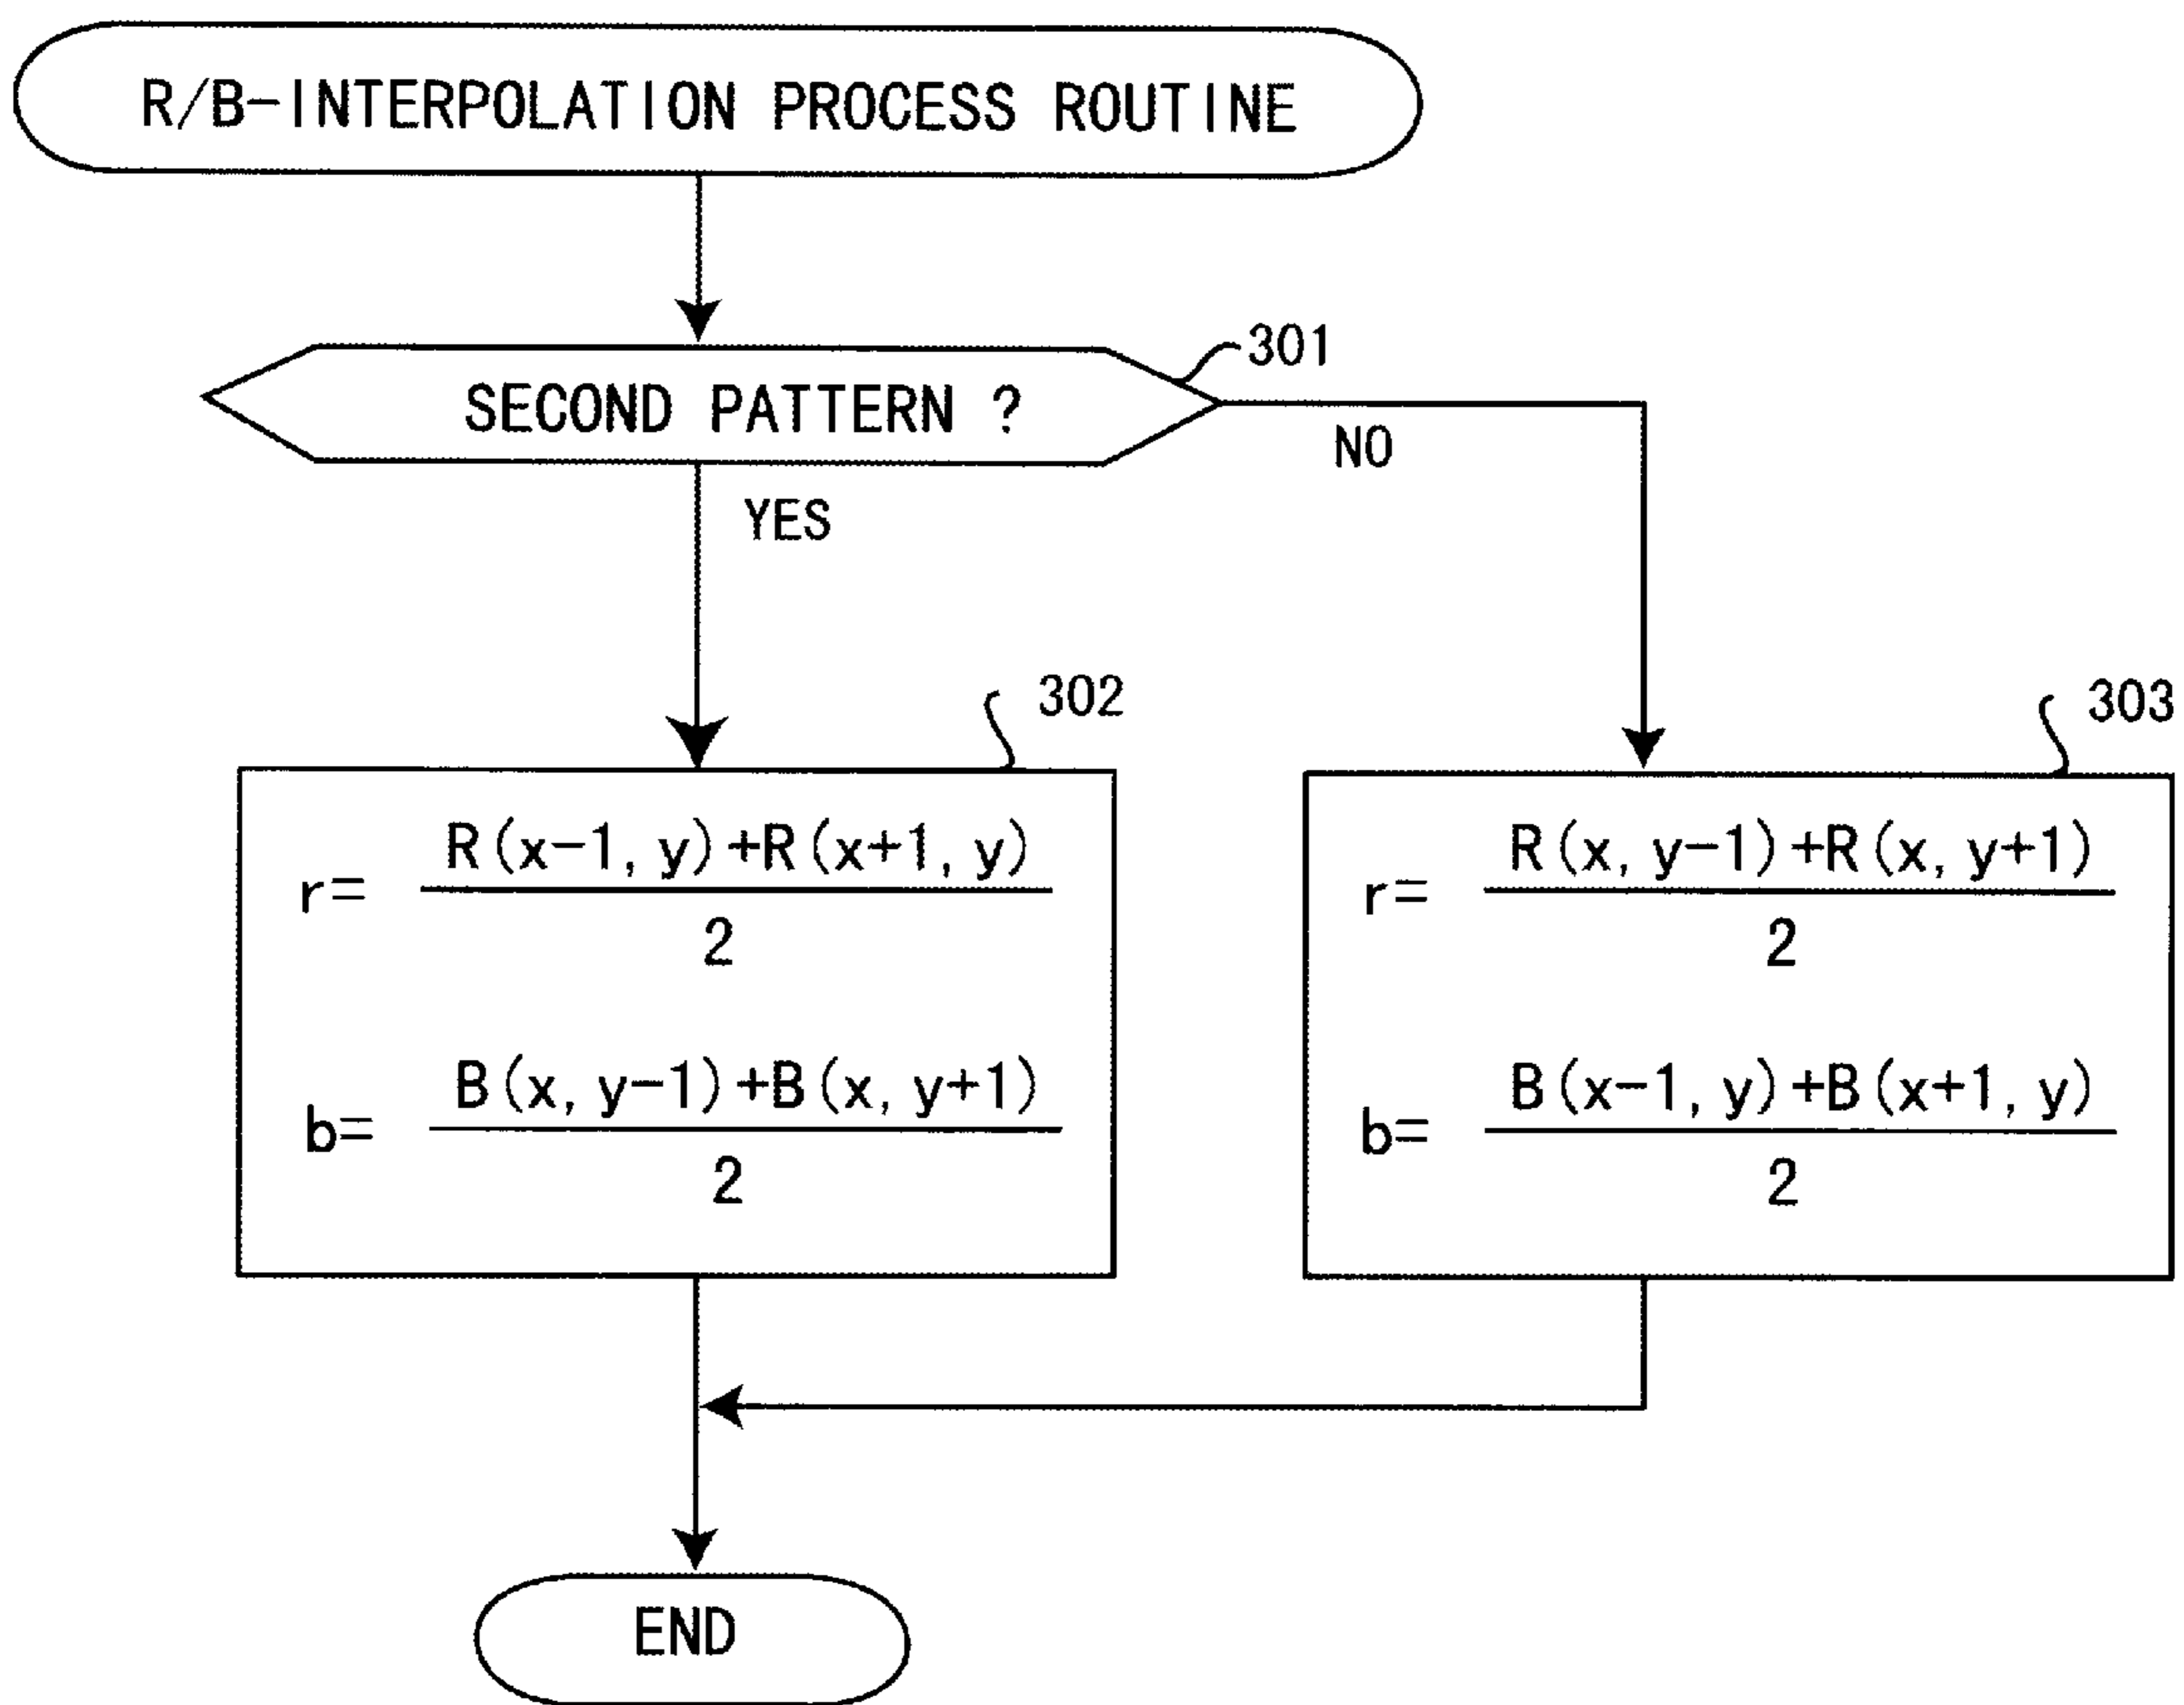 R/B-INTERPOLATION PROCESS ROUTINE
301
SECOND PATTERN ?
NO
YES
302
303
R(x-1, y)+R(x+1, y)
r=
2
B(x, y-1)+B(x, y+1)
b=
2
R(x, y-1)+R(x, y+1)
r=
2
B(x-1, y)+B(x+1, y)
b=
2
END